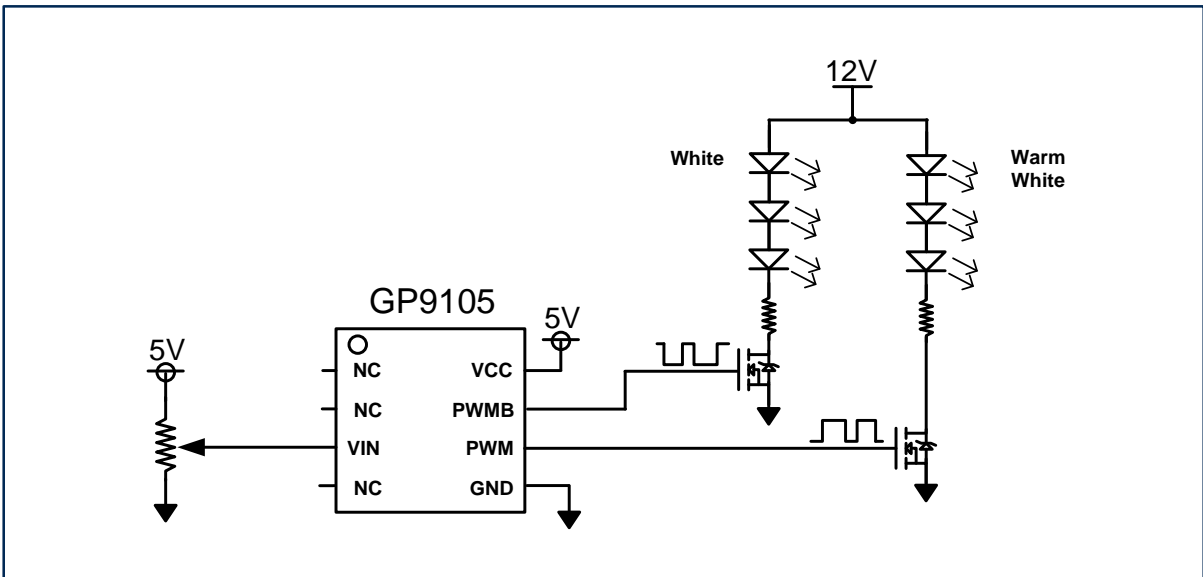 12V
White
Warm
White
GP9105
5V
5V
NC
VCC
NC
PWMB
VIN
PWM
NC
GND